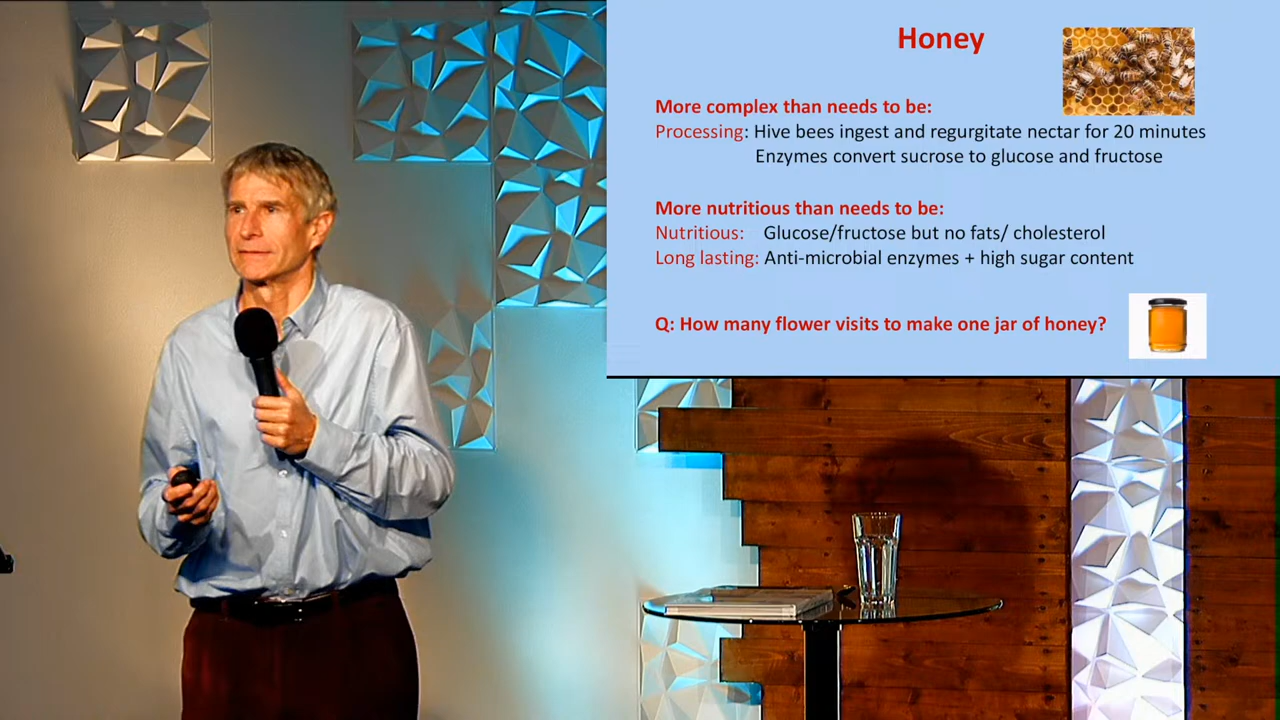 Honey
More complex than needs to be:
Processing: Hive bees ingest and regurgitate nectar for 20 minutes
Enzymes convert sucrose to glucose and fructose
More nutritious than needs to be:
Nutritious: Glucose/fructose but no fats/ cholesterol
Long lasting: Anti-microbial enzymes + high sugar content
Q: How many flower visits to make one jar of honey?